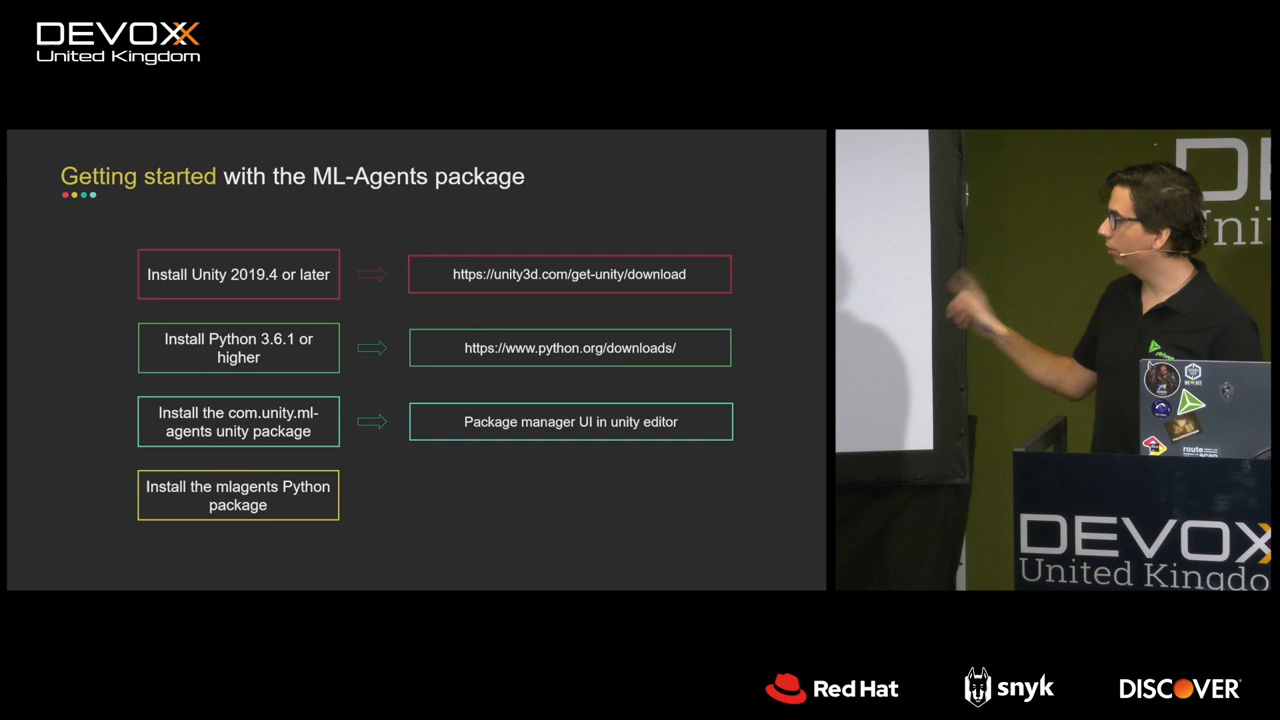 DEVOXX
United Kingdom
Getting started with the ML-Agents package
Install Unity 2019.4 or later
https://unity3d.com/get-unity/download
Install Python 3.6.1 or
higher
https://www.python.org/downloads/
Install the com.unity.ml-
agents unity package
Package manager UI in unity editor
Install the mlagents Python
package
DE
Uni
route
DEVOXX
United Kingdo
Red Hat
snyk
DISCOVER